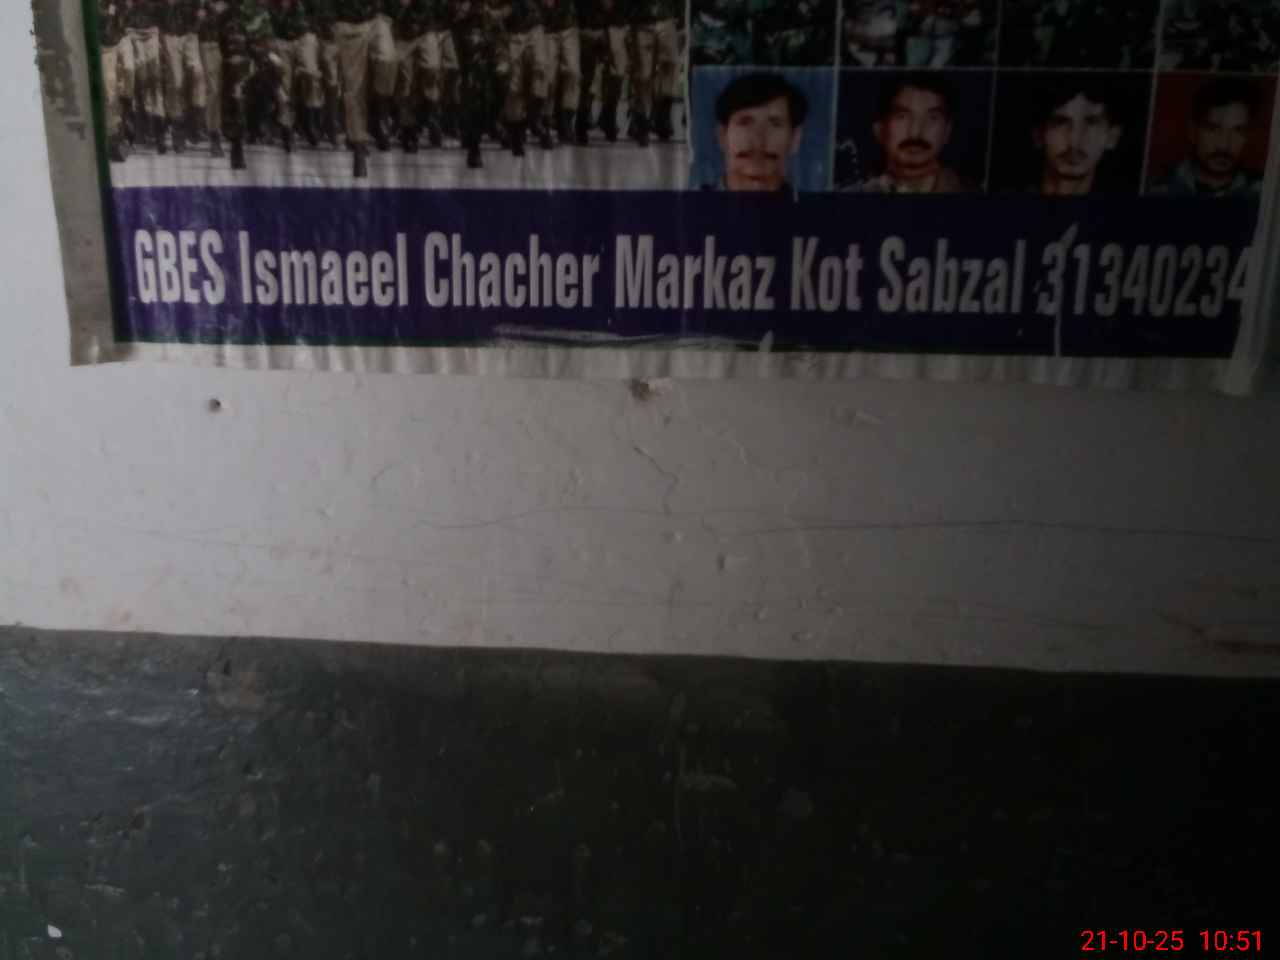 GBES Ismaeel Chacher Markaz Kot Sabzal 31340234
21-10-25 10:51